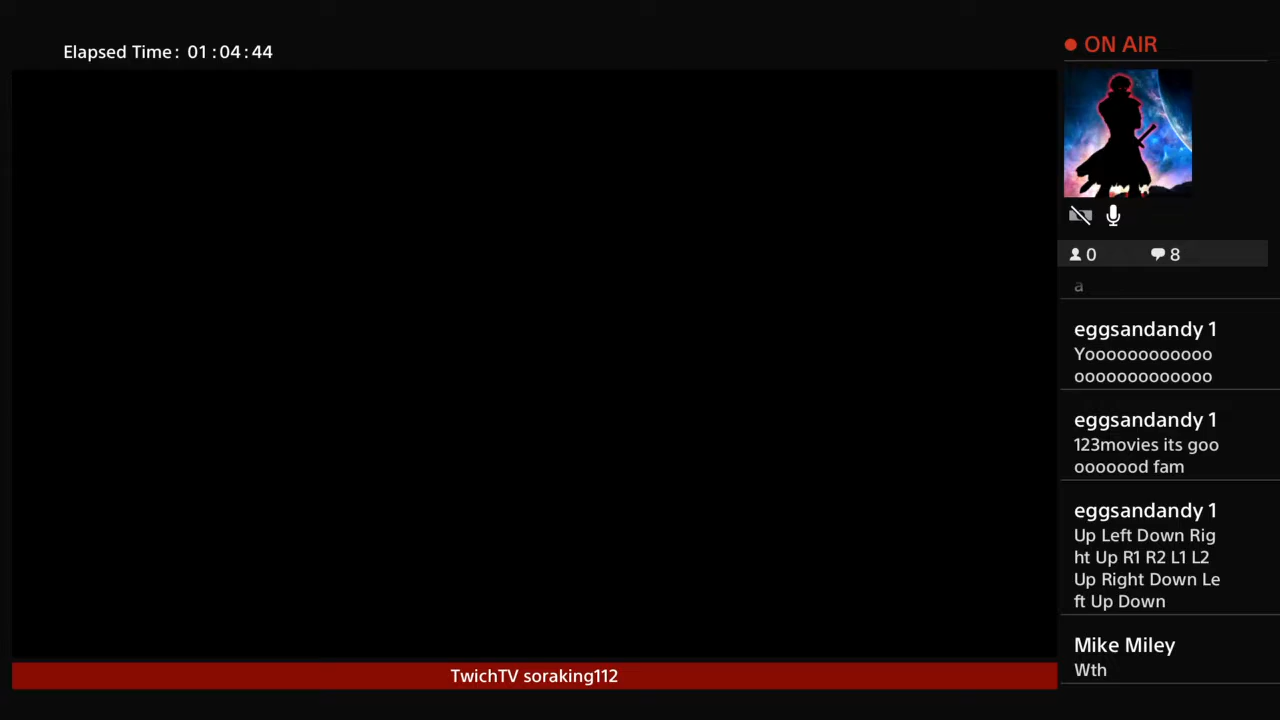 Elapsed Time: 01:04:44
ON AIR
0 8
a
eggsandandy 1
Yoooooooooooo
ooooooooooooo
eggsandandy 1
123movies its goo
ooooood fam
eggsandandy 1
Up Left Down Rig
ht Up R1 R2 L1 L2
Up Right Down Le
ft Up Down
Mike Miley
Wth
TwichTV soraking112